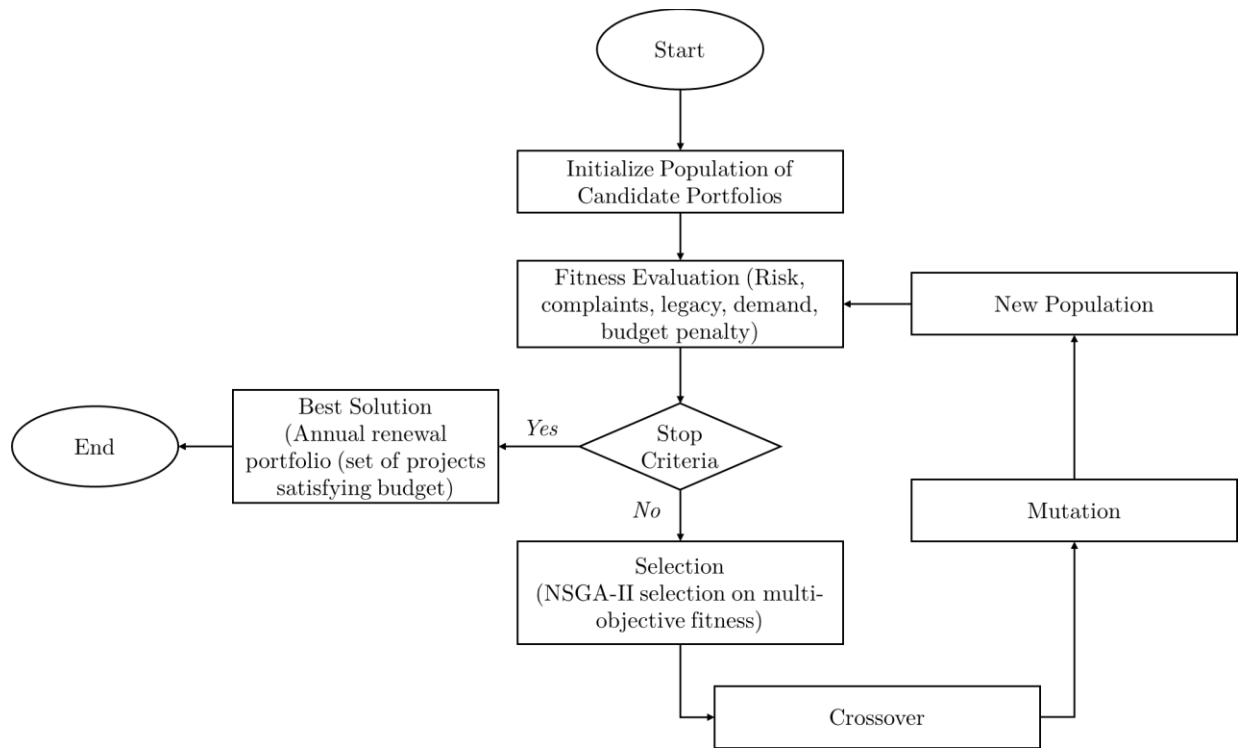 Start
Initialize Population of
Candidate Portfolios
Fitness Evaluation (Risk,
complaints, legacy, demand,
budget penalty)
New Population
Best Solution
(Annual renewal
portfolio (set of projects
satisfying budget)
End
Yes
Stop
Criteria
No
Mutation
Selection
(NSGA-II selection on multi-
objective fitness)
Crossover